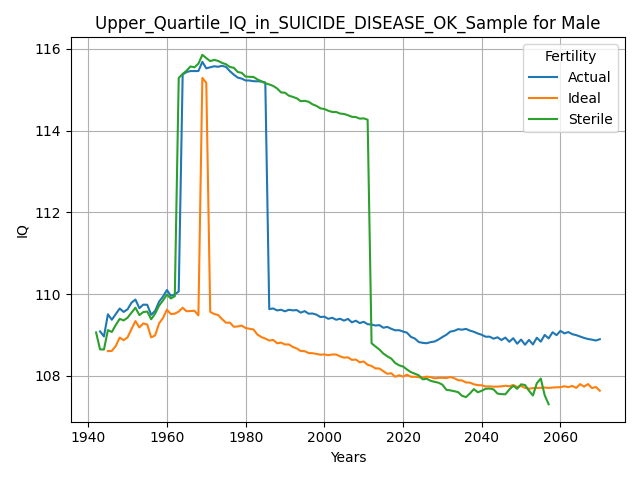 Upper_Quartile_IQ_in_SUICIDE_DISEASE_OK_Sample for Male
116
114
112
110
108
IQ
Fertility
Actual
Ideal
Sterile
1940 1960 1980 2000 2020 2040 2060
Years